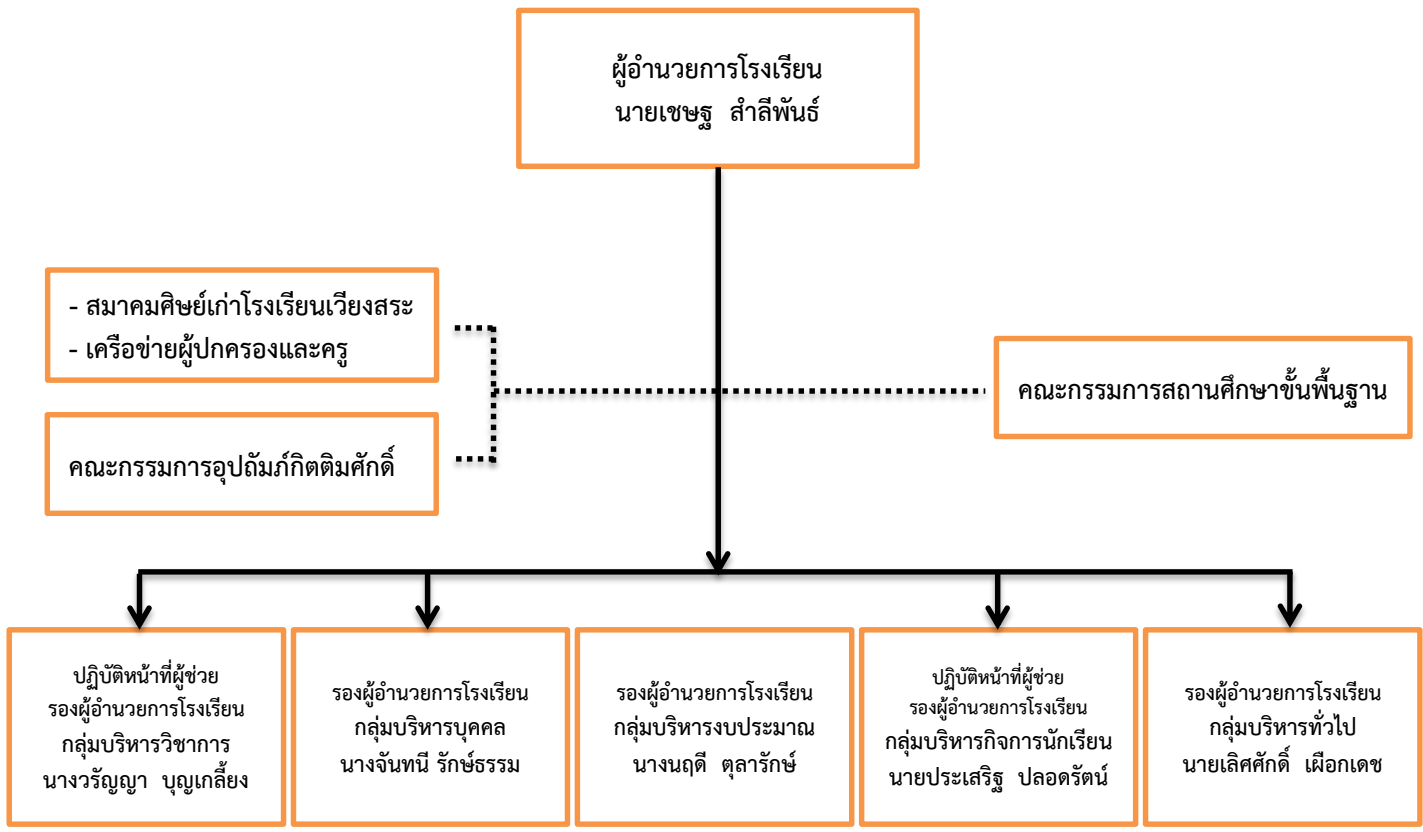 ผู้อำนวยการโรงเรียน
นายเชษฐ สำลีพันธ์
- สมาคมศิษย์เก่าโรงเรียนเวียงสระ
- เครือข่ายผู้ปกครองและครู
คณะกรรมการสถานศึกษาขั้นพื้นฐาน
คณะกรรมการอุปถัมภ์กิตติมศักดิ์
ปฏิบัติหน้าที่ผู้ช่วย
รองผู้อำนวยการโรงเรียน
กลุ่มบริหารวิชาการ
นางวรัญญา บุญเกลี้ยง
รองผู้อำนวยการโรงเรียน
กลุ่มบริหารบุคคล
นางจันทนี รักษ์ธรรม
รองผู้อำนวยการโรงเรียน
กลุ่มบริหารงบประมาณ
นางนฤดี ตุลารักษ์
ปฏิบัติหน้าที่ผู้ช่วย
รองผู้อำนวยการโรงเรียน
กลุ่มบริหารกิจการนักเรียน
นายประเสริฐ ปลอดรัตน์
รองผู้อำนวยการโรงเรียน
กลุ่มบริหารทั่วไป
นายเลิศศักดิ์ เผือกเดช